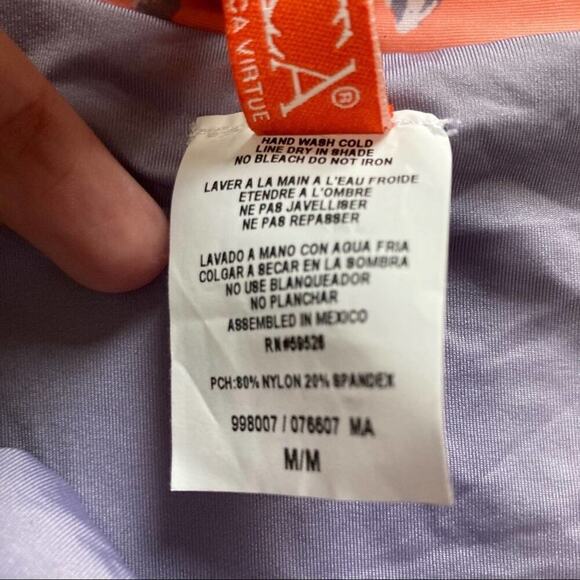 A®
CA VIRTUE
HAND WASH COLD
LINE DRY IN SHADE
NO BLEACH DO NOT IRON
LAVER A LA MAIN A L'EAU FROIDE
ETENDRE A L'OMBRE
NE PAS JAVELLISER
NE PAS REPASSER
LAVADO A MANO CON AGUA FRIA
COLGAR A SECAR EN LA SOMBRA
NO USE BLANQUEADOR
NO PLANCHAR
ASSEMBLED IN MEXICO
RN#59526
PCH:80% NYLON 20% SPANDEX
998007 / 076607 MA
M/M